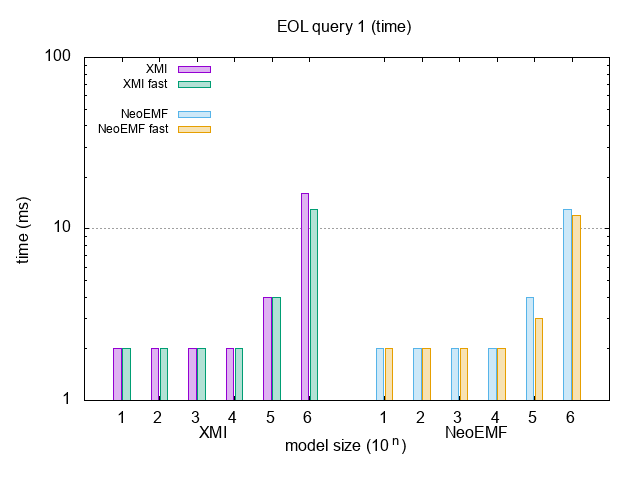 EOL query 1 (time)
100
XMI
XMI fast
NeoEMF
NeoEMF fast
time (ms)
10
1
1 2 3 4 5 6 1 2 3 4 5 6
XMI NeoEMF
model size (10 n)